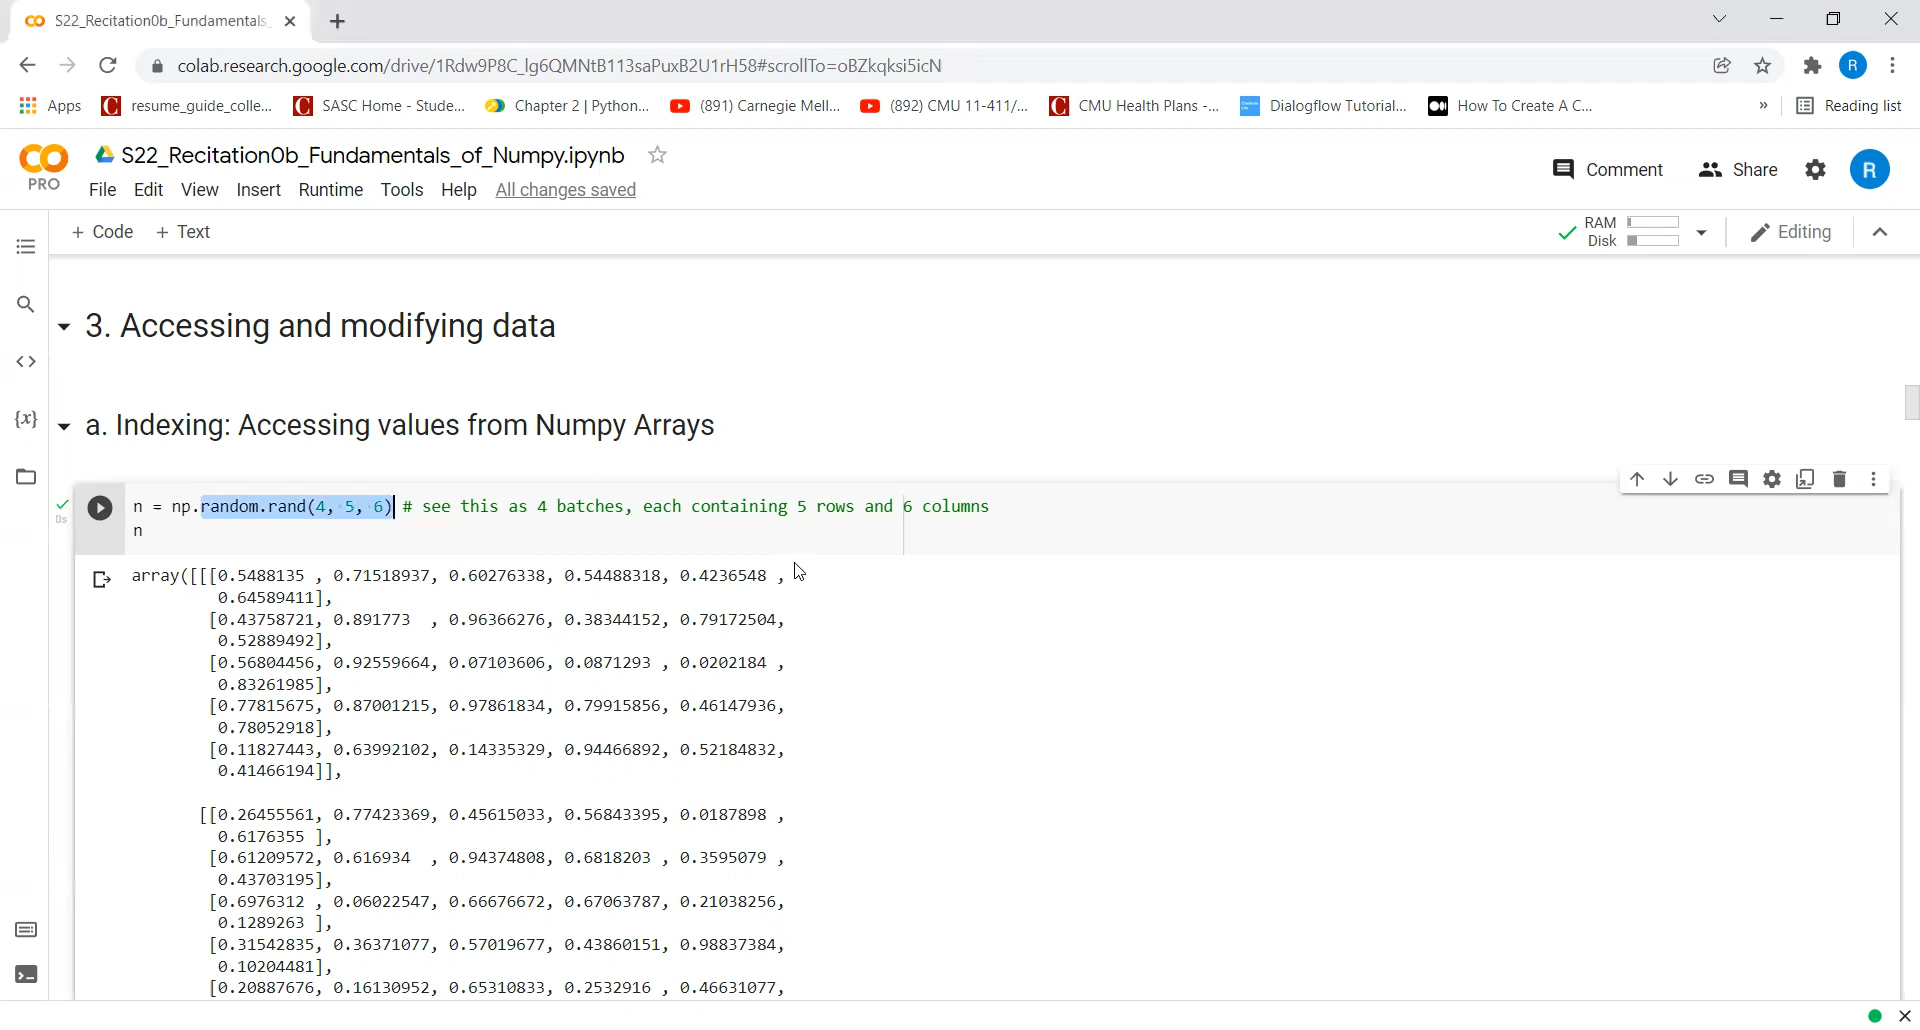 S22_Recitation0b_Fundamentals_
colab.research.google.com/drive/1Rdw9P8C_lg6QMNtB113saPuxB2U1rH58#scrollTo=oBZkqksi5icN
R
Apps resume_guide_colle... SASC Home - Stude... Chapter 2 | Python... (891) Carnegie Mell... (892) CMU 11-411/... CMU Health Plans -... Dialogflow Tutorial... How To Create A C... » Reading list
S22_Recitation0b_Fundamentals_of_Numpy.ipynb
PRO
Comment Share R
File Edit View Insert Runtime Tools Help All changes saved
+ Code + Text
RAM
Disk
Editing
3. Accessing and modifying data
a. Indexing: Accessing values from Numpy Arrays
n = np.random.rand(4, 5, 6) # see this as 4 batches, each containing 5 rows and 6 columns
0s
n
array([[[0.5488135 , 0.71518937, 0.60276338, 0.54488318, 0.4236548 ,
0.64589411],
[0.43758721, 0.891773  , 0.96366276, 0.38344152, 0.79172504,
0.52889492],
[0.56804456, 0.92559664, 0.07103606, 0.0871293 , 0.0202184 ,
0.83261985],
[0.77815675, 0.87001215, 0.97861834, 0.79915856, 0.46147936,
0.78052918],
[0.11827443, 0.63992102, 0.14335329, 0.94466892, 0.52184832,
0.41466194]],
[[0.26455561, 0.77423369, 0.45615033, 0.56843395, 0.0187898 ,
0.6176355 ],
[0.61209572, 0.616934  , 0.94374808, 0.6818203 , 0.3595079 ,
0.43703195],
[0.6976312 , 0.06022547, 0.66676672, 0.67063787, 0.21038256,
0.1289263 ],
[0.31542835, 0.36371077, 0.57019677, 0.43860151, 0.98837384,
0.10204481],
[0.20887676, 0.16130952, 0.65310833, 0.2532916 , 0.46631077,